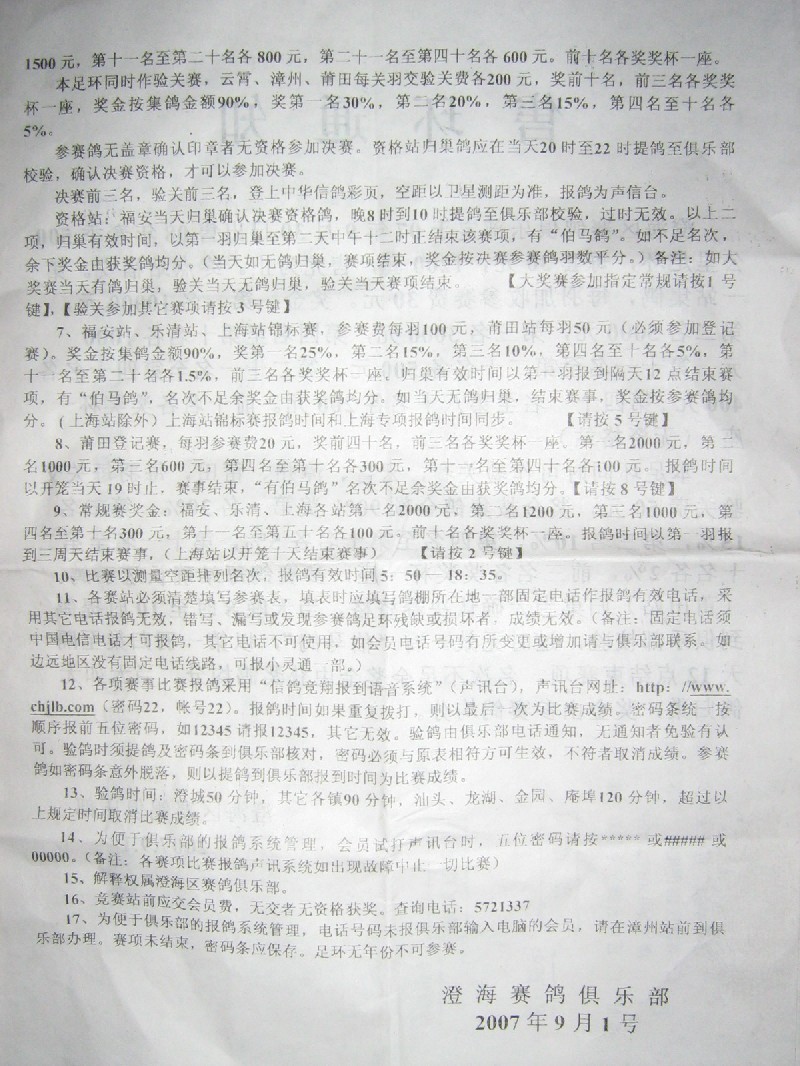 1500元，第十一名至第二十名各800元，第二十一名至第四十名各600元。前十名各奖奖杯一座。
本足环同时作验关赛，云霄、漳州、莆田每关羽交验关费各200元，奖前十名，前三名各奖奖
杯一座，奖金按集鸽金额90%，奖第一名30%，第二名20%，第三名15%，第四名至十名各
5%。
参赛鸽无盖章确认印章者无资格参加决赛。资格站归巢鸽应在当天20时至22时提鸽至俱乐部
校验，确认决赛资格，才可以参加决赛。
决赛前三名，验关前三名，登上中华信鸽彩页，空距以卫星测距为准，报鸽为声信台。
资格站：福安当天归巢确认决赛资格鸽，晚8时到10时提鸽至俱乐部校验，过时无效。以上二
项，归巢有效时间，以第一羽归巢至第二天中午十二时正结束该赛项，有“伯马鸽”。如不足名次，
余下奖金由获奖鸽均分。（当天如无鸽归巢，赛项结束，奖金按决赛参赛鸽羽数平分。）备注：如大
奖赛当天有鸽归巢，验关当天无鸽归巢，验关当天赛项结束。 【大奖赛参加指定常规请按1号
键】，【验关参加其它赛项请按3号键】
7、福安站、乐清站、上海站锦标赛，参赛费每羽100元，莆田站每羽50元（必须参加登记
赛）。奖金按集鸽金额90%，奖第一名25%，第二名15%，第三名10%，第四名至十名各5%，第
十一名至第二十名各1.5%，前三名各奖奖杯一座。归巢有效时间以第一羽报到隔天12点结束赛
项，有“伯马鸽”，名次不足余奖金由获奖鸽均分。如当天无鸽归巢，结束赛事，奖金按参赛鸽均
分。（上海站除外）上海站锦标赛报鸽时间和上海专项报鸽时间同步。 【请按5号键】
8、莆田登记赛，每羽参赛费20元，奖前四十名，前三名各奖奖杯一座。第一名2000元，第二
名1000元，第三名600元，第四名至第十名各300元，第十一名至第四十名各100元。报鸽时间
以开笼当天19时止，赛事结束，“有伯马鸽”名次不足余奖金由获奖鸽均分。【请按8号键】
9、常规赛奖金：福安、乐清、上海各站第一名2000元，第二名1200元，第三名1000元，第
四名至第十名300元，第十一名至第五十名各100元。前十名各奖奖杯一座。报鸽时间以第一羽报
到三周天结束赛事，（上海站以开笼十天结束赛事） 【请按2号键】
10、比赛以测量空距排列名次，报鸽有效时间5：50—18：35。
11、各赛站必须清楚填写参赛表，填表时应填写鸽棚所在地一部固定电话作报鸽有效电话，采
用其它电话报鸽无效，错写、漏写或发现参赛鸽足环残缺或损坏者，成绩无效。（备注：固定电话须
中国电信电话才可报鸽，其它电话不可使用，如会员电话号码有所变更或增加请与俱乐部联系。如
边远地区没有固定电话线路，可报小灵通一部。）
12、各项赛事比赛报鸽采用“信鸽竞翔报到语音系统”（声讯台），声讯台网址：http：//www.
chjlb.com（密码22，帐号22）。报鸽时间如果重复拨打，则以最后一次为比赛成绩。密码条统一按
顺序报前五位密码，如12345请报12345，其它无效。验鸽由俱乐部电话通知，无通知者免验有认
可。验鸽时须提鸽及密码条到俱乐部核对，密码必须与原表相符方可生效，不符者取消成绩。参赛
鸽如密码条意外脱落，则以提鸽到俱乐部报到时间为比赛成绩。
13、验鸽时间：澄城50分钟，其它各镇90分钟，汕头、龙湖、金园、庵埠120分钟，超过以
上规定时间取消比赛成绩。
14、为便于俱乐部的报鸽系统管理，会员试打声讯台时，五位密码请按*****或#####或
00000。（备注：各赛项比赛报鸽声讯系统如出现故障中止一切比赛）
15、解释权属澄海区赛鸽俱乐部。
16、竞赛站前应交会员费，无交者无资格获奖。查询电话：5721337
17、为便于俱乐部的报鸽系统管理，电话号码未报俱乐部输入电脑的会员，请在漳州站前到俱
乐部办理。赛项未结束，密码条应保存。足环无年份不可参赛。
澄海赛鸽俱乐部
2007年9月1号